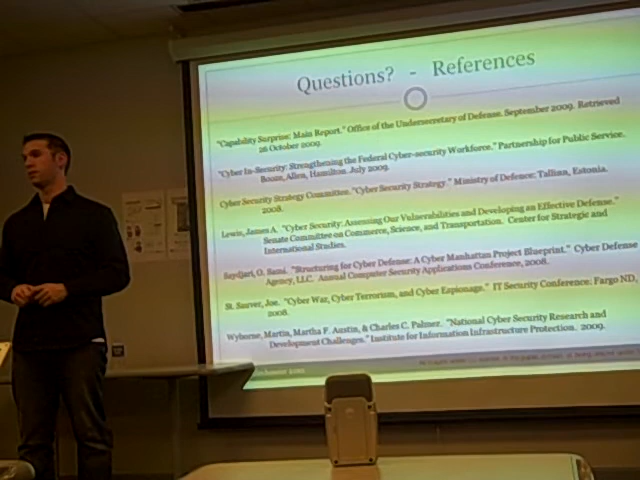 Questions? - References
"Capability Surprise: Main Report." Office of the Undersecretary of Defense. September 2009. Retrieved
26 October 2009.
"Cyber In-Security: Strengthening the Federal Cyber-security Workforce." Partnership for Public Service.
Booze, Allen, Hamilton. July 2009.
Cyber Security Strategy Committee. "Cyber Security Strategy." Ministry of Defence: Tallinn, Estonia.
2008.
Lewis, James A. "Cyber Security: Assessing Our Vulnerabilities and Developing an Effective Defense."
Senate Committee on Commerce, Science, and Transportation. Center for Strategic and
International Studies.
Saydjari, O. Sami. "Structuring for Cyber Defense: A Cyber Manhattan Project Blueprint." Cyber Defense
Agency, LLC. Annual Computer Security Applications Conference, 2008.
St. Sauver, Joe. "Cyber War, Cyber Terrorism, and Cyber Espionage." IT Security Conference: Fargo ND,
2008.
Wyborne, Martin, Martha F. Austin, & Charles C. Palmer. "National Cyber Security Research and
Development Challenges." Institute for Information Infrastructure Protection. 2009.